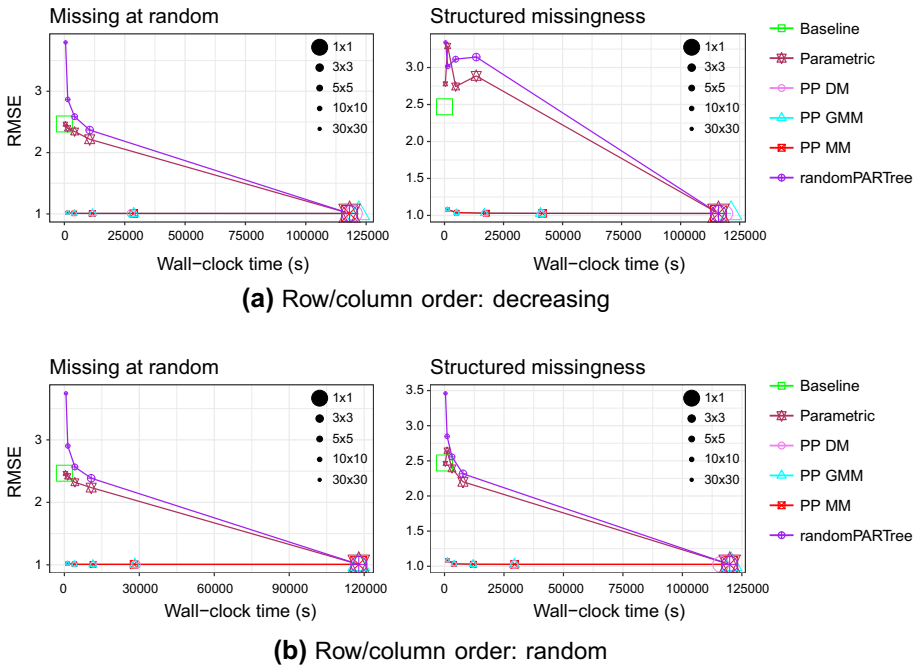 Missing at random
Structured missingness
RMSE
3
2
1
3.0
2.5
2.0
1.5
1.0
1x1
3x3
5x5
10x10
30x30
1x1
3x3
5x5
10x10
30x30
Baseline
Parametric
PP DM
PP GMM
PP MM
randomPARTree
0 25000 50000 75000 100000 125000
0 25000 50000 75000 100000 125000
Wall−clock time (s)
Wall−clock time (s)
(a) Row/column order: decreasing
Missing at random
Structured missingness
RMSE
3
2
1
3.5
3.0
2.5
2.0
1.5
1.0
1x1
3x3
5x5
10x10
30x30
1x1
3x3
5x5
10x10
30x30
Baseline
Parametric
PP DM
PP GMM
PP MM
randomPARTree
0 30000 60000 90000 120000
0 25000 50000 75000 100000 125000
Wall−clock time (s)
Wall−clock time (s)
(b) Row/column order: random